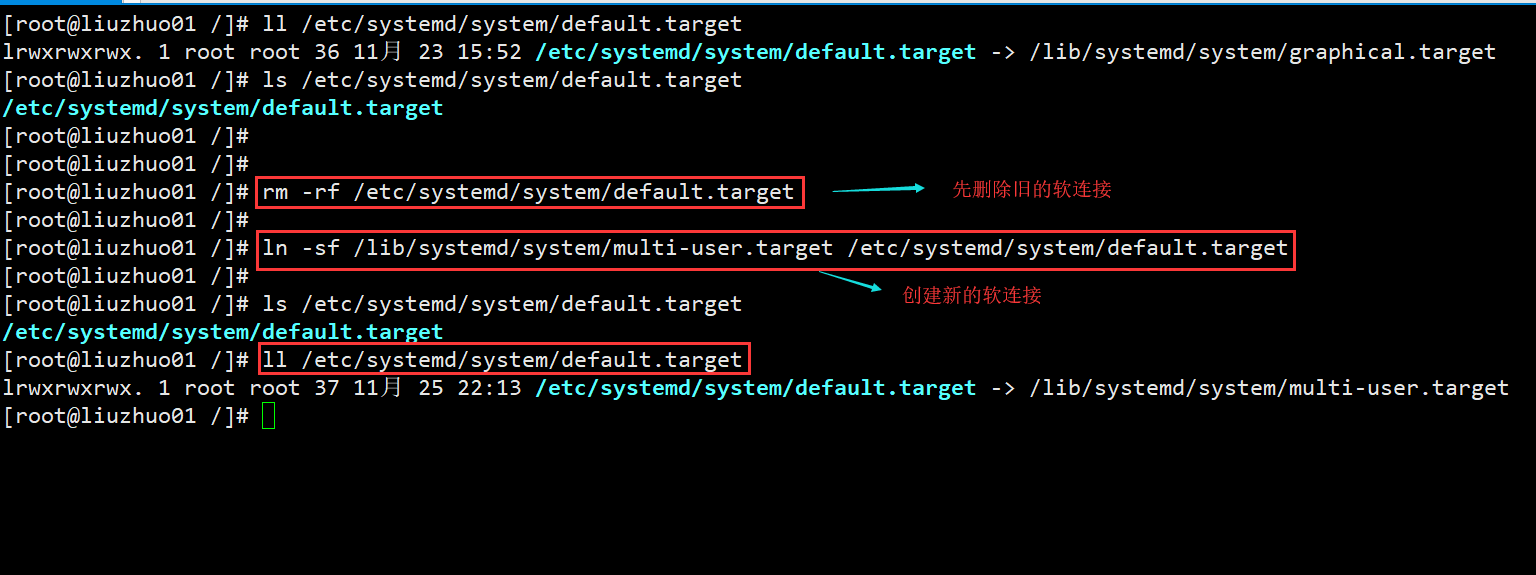 [root@liuzhuo01 /]# ll /etc/systemd/system/default.target
lrwxrwxrwx. 1 root root 36 11月 23 15:52 /etc/systemd/system/default.target -> /lib/systemd/system/graphical.target
[root@liuzhuo01 /]# ls /etc/systemd/system/default.target
/etc/systemd/system/default.target
[root@liuzhuo01 /]#
[root@liuzhuo01 /]#
[root@liuzhuo01 /]# rm -rf /etc/systemd/system/default.target 先删除旧的软连接
[root@liuzhuo01 /]#
[root@liuzhuo01 /]# ln -sf /lib/systemd/system/multi-user.target /etc/systemd/system/default.target
[root@liuzhuo01 /]#
创建新的软连接
[root@liuzhuo01 /]# ls /etc/systemd/system/default.target
/etc/systemd/system/default.target
[root@liuzhuo01 /]# ll /etc/systemd/system/default.target
lrwxrwxrwx. 1 root root 37 11月 25 22:13 /etc/systemd/system/default.target -> /lib/systemd/system/multi-user.target
[root@liuzhuo01 /]#